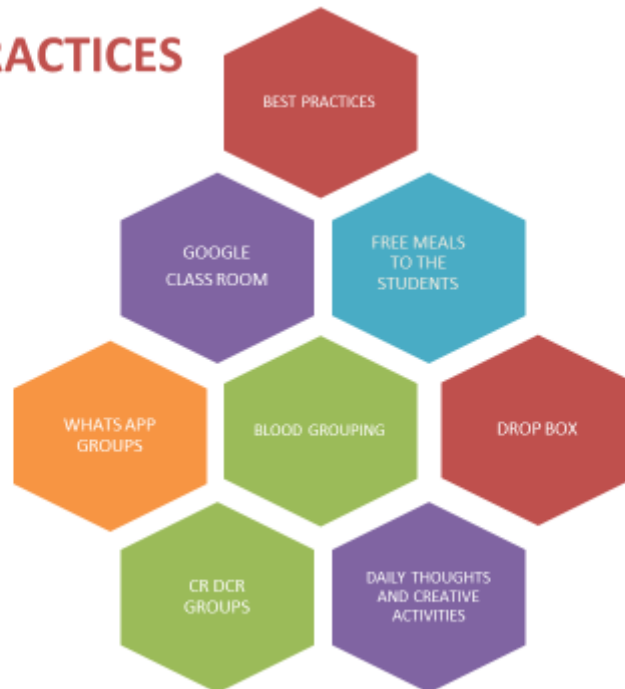 RACTICES
BEST PRACTICES
GOOGLE
CLASS ROOM
FREE MEALS
TO THE
STUDENTS
WHATS APP
GROUPS
BLOOD GROUPING
DROP BOX
CR DCR
GROUPS
DAILY THOUGHTS
AND CREATIVE
ACTIVITIES